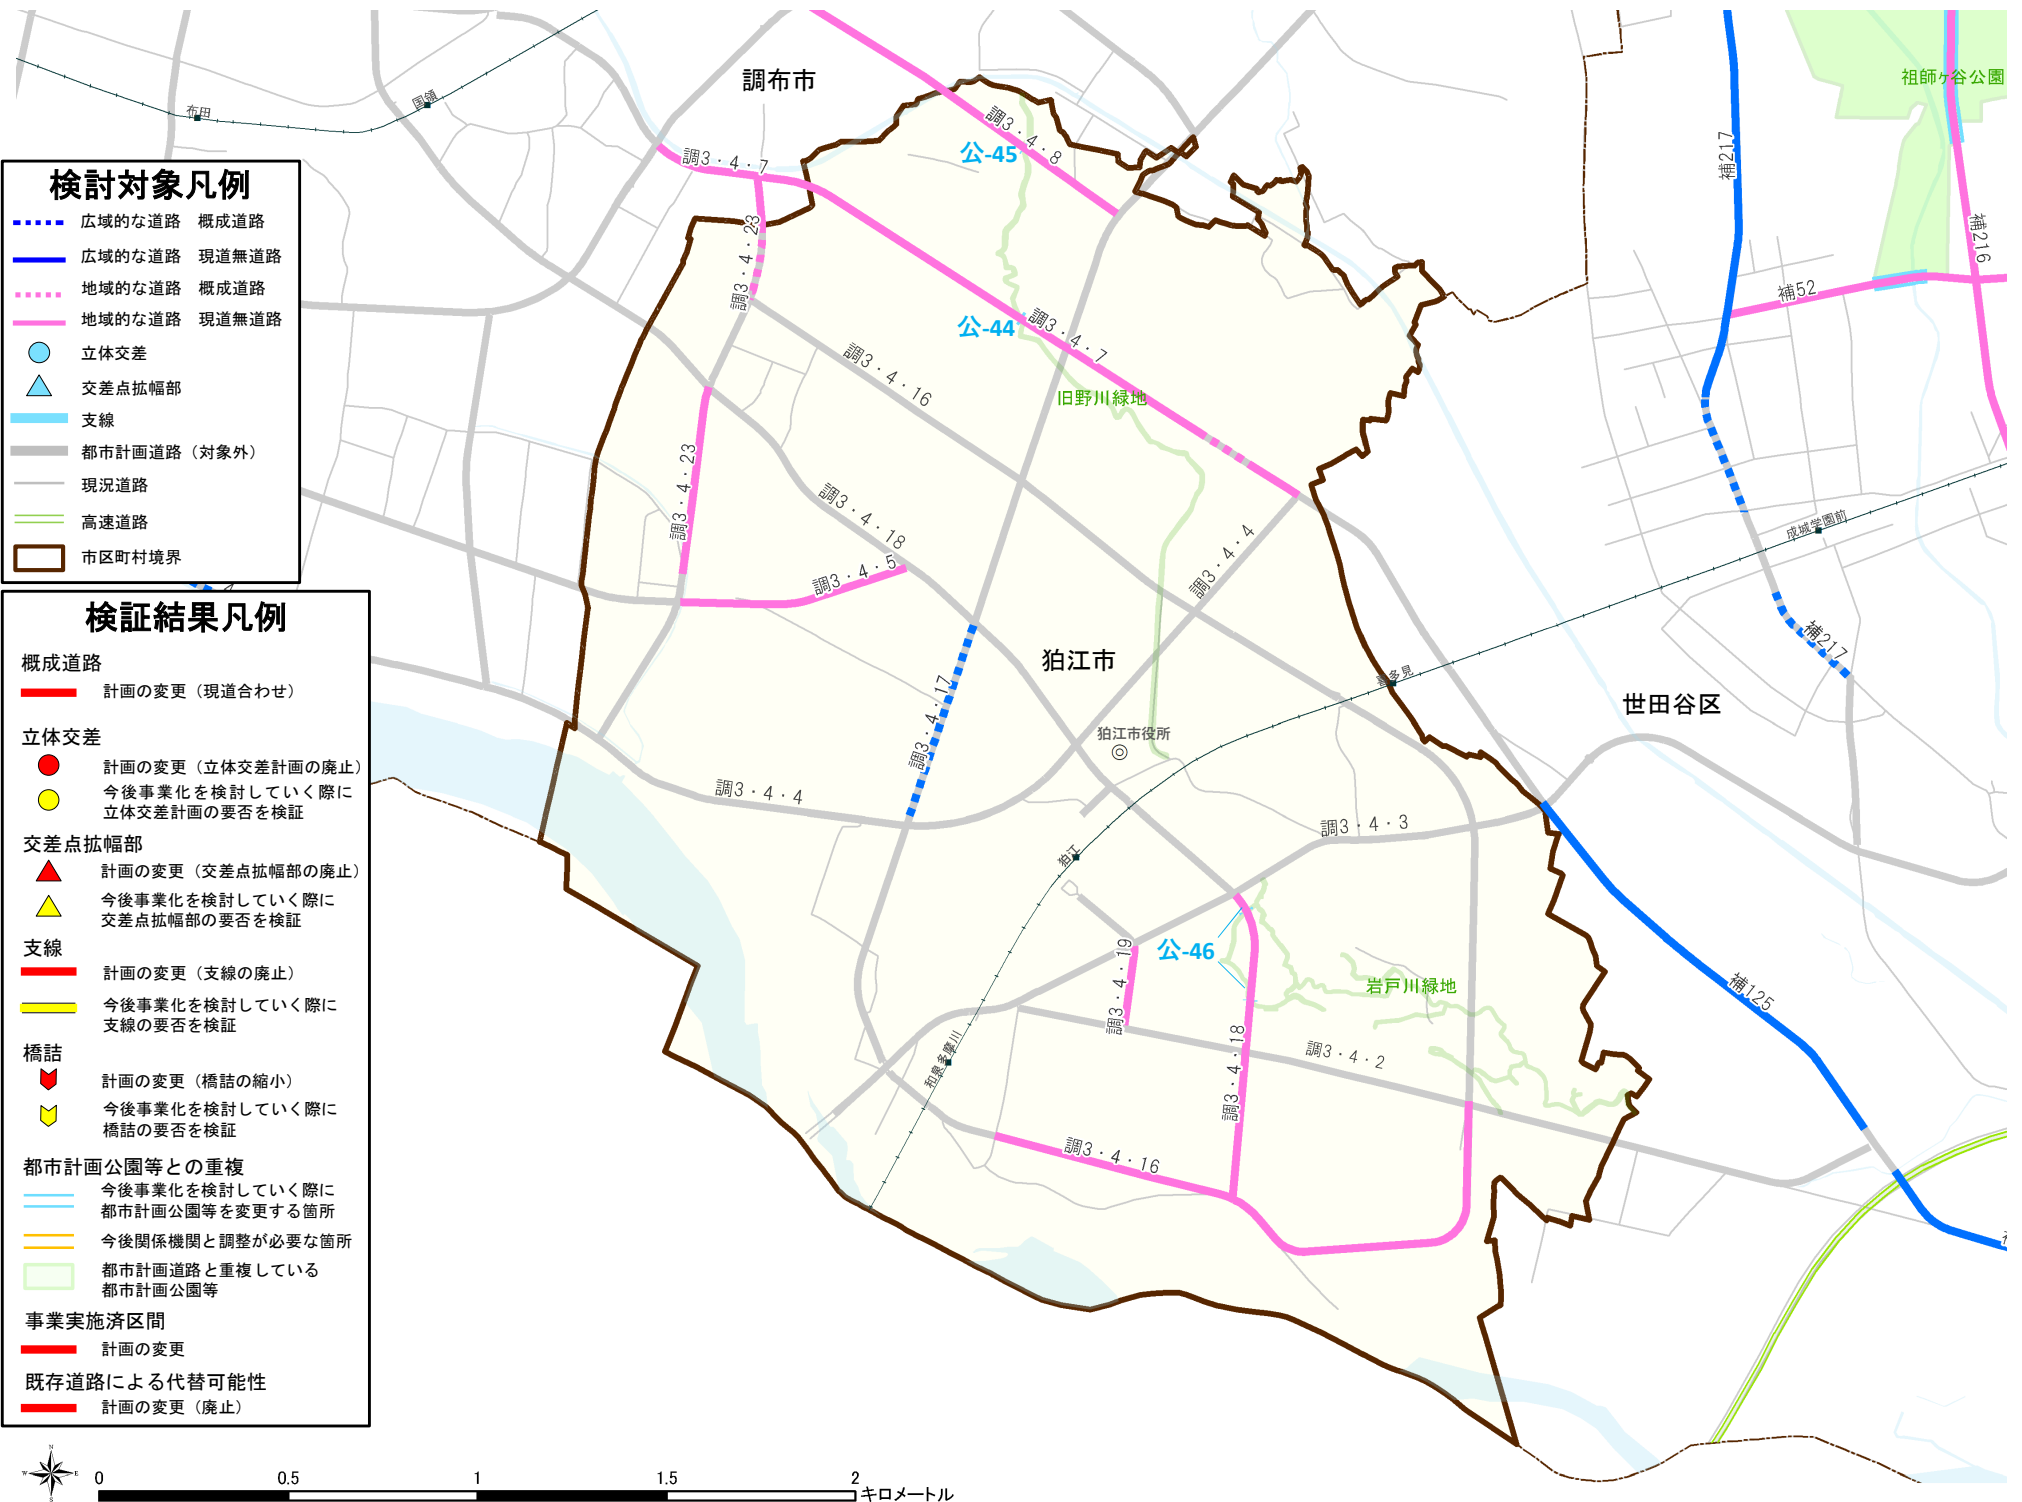 検討対象凡例
広域的な道路　概成道路
広域的な道路　現道無道路
地域的な道路　概成道路
地域的な道路　現道無道路
立体交差
交差点拡幅部
支線
都市計画道路（対象外）
現況道路
高速道路
市区町村境界
検証結果凡例
概成道路
計画の変更（現道合わせ）
立体交差
計画の変更（立体交差計画の廃止）
今後事業化を検討していく際に
立体交差計画の要否を検証
交差点拡幅部
計画の変更（交差点拡幅部の廃止）
今後事業化を検討していく際に
交差点拡幅部の要否を検証
支線
計画の変更（支線の廃止）
今後事業化を検討していく際に
支線の要否を検証
橋詰
計画の変更（橋詰の縮小）
今後事業化を検討していく際に
橋詰の要否を検証
都市計画公園等との重複
今後事業化を検討していく際に
都市計画公園等を変更する箇所
今後関係機関と調整が必要な箇所
都市計画道路と重複している
都市計画公園等
事業実施済区間
計画の変更
既存道路による代替可能性
計画の変更（廃止）
N
W
E
S
0
0.5
1
1.5
2
キロメートル
布田
国領
調布市
祖師ヶ谷公園
調3・4・8
公-45
調3・4・7
補217
補216
調3・4・23
補52
公-44
調3・4・7
調3・4・16
旧野川緑地
調3・4・23
調3・4・18
調3・4・4
成城学園前
調3・4・5
補217
狛江市
喜多見
調3・4・17
世田谷区
狛江市役所
調3・4・4
調3・4・3
狛江
調3・4・19
公-46
岩戸川緑地
補125
和泉多摩川
調3・4・18
調3・4・2
調3・4・16